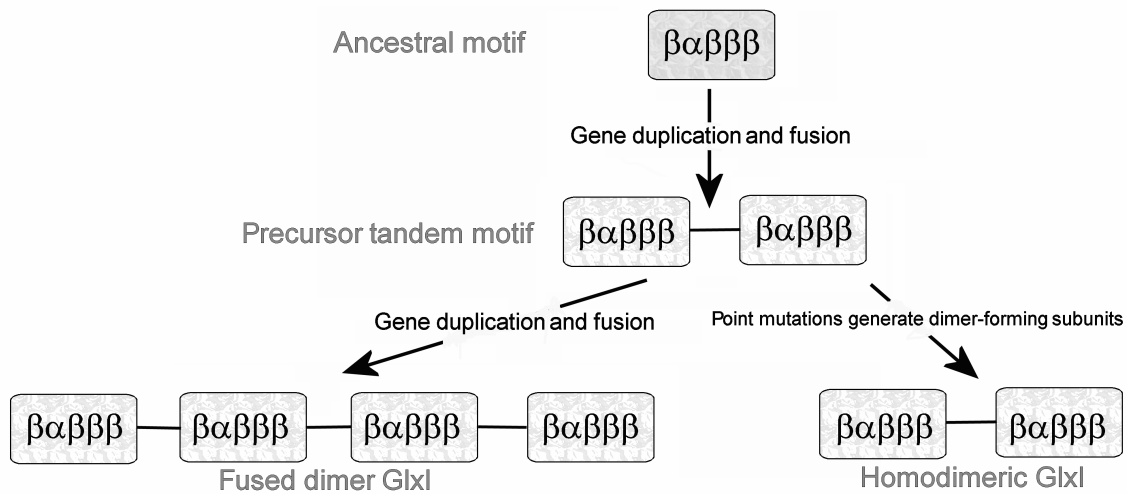 Ancestral motif
βαβββ
Gene duplication and fusion
Precursor tandem motif
βαβββ
βαβββ
Gene duplication and fusion
Point mutations generate dimer-forming subunits
βαβββ
βαβββ
βαβββ
βαβββ
βαβββ
βαβββ
Fused dimer GlxI
Homodimeric GlxI